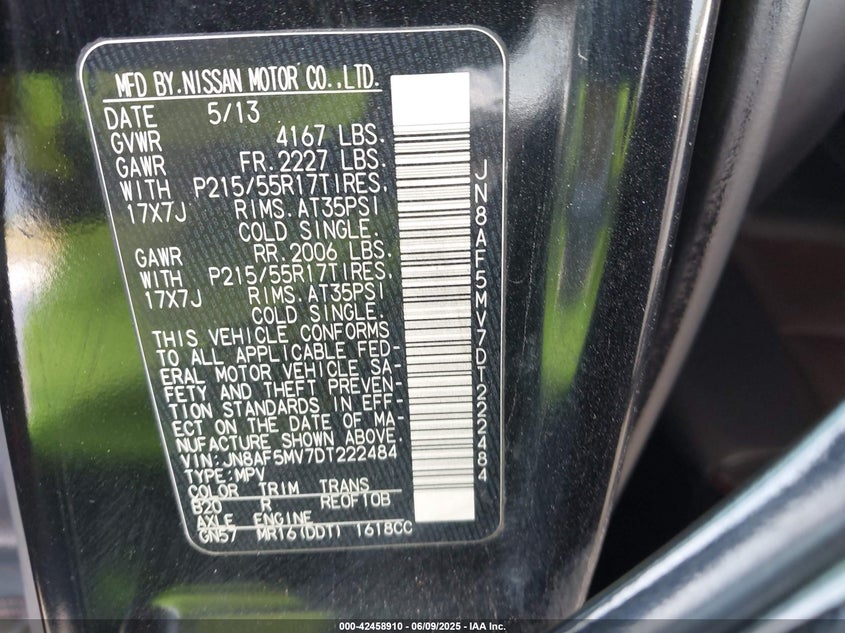 MFD BY.NISSAN MOTOR CO.,LTD.
DATE 5/13
GVWR 4167 LBS.
GAWR FR.2227 LBS.
WITH P215/55R17TIRES.
17X7J RIMS.AT35PSI
COLD SINGLE.
GAWR RR.2006 LBS.
WITH P215/55R17TIRES.
17X7J RIMS.AT35PSI
COLD SINGLE.
THIS VEHICLE CONFORMS
TO ALL APPLICABLE FED-
ERAL MOTOR VEHICLE SA-
FETY AND THEFT PREVEN-
TION STANDARDS IN EFF-
ECT ON THE DATE OF MA-
NUFACTURE SHOWN ABOVE.
VIN:JN8AF5MV7DT222484
TYPE:MPV
COLOR TRIM TRANS
B20 R RE0F10B
AXLE ENGINE
GN57 MR16(DDT) 1618CC
JN8AF5MV7DT222484
000-42458910 - 06/09/2025 - IAA Inc.